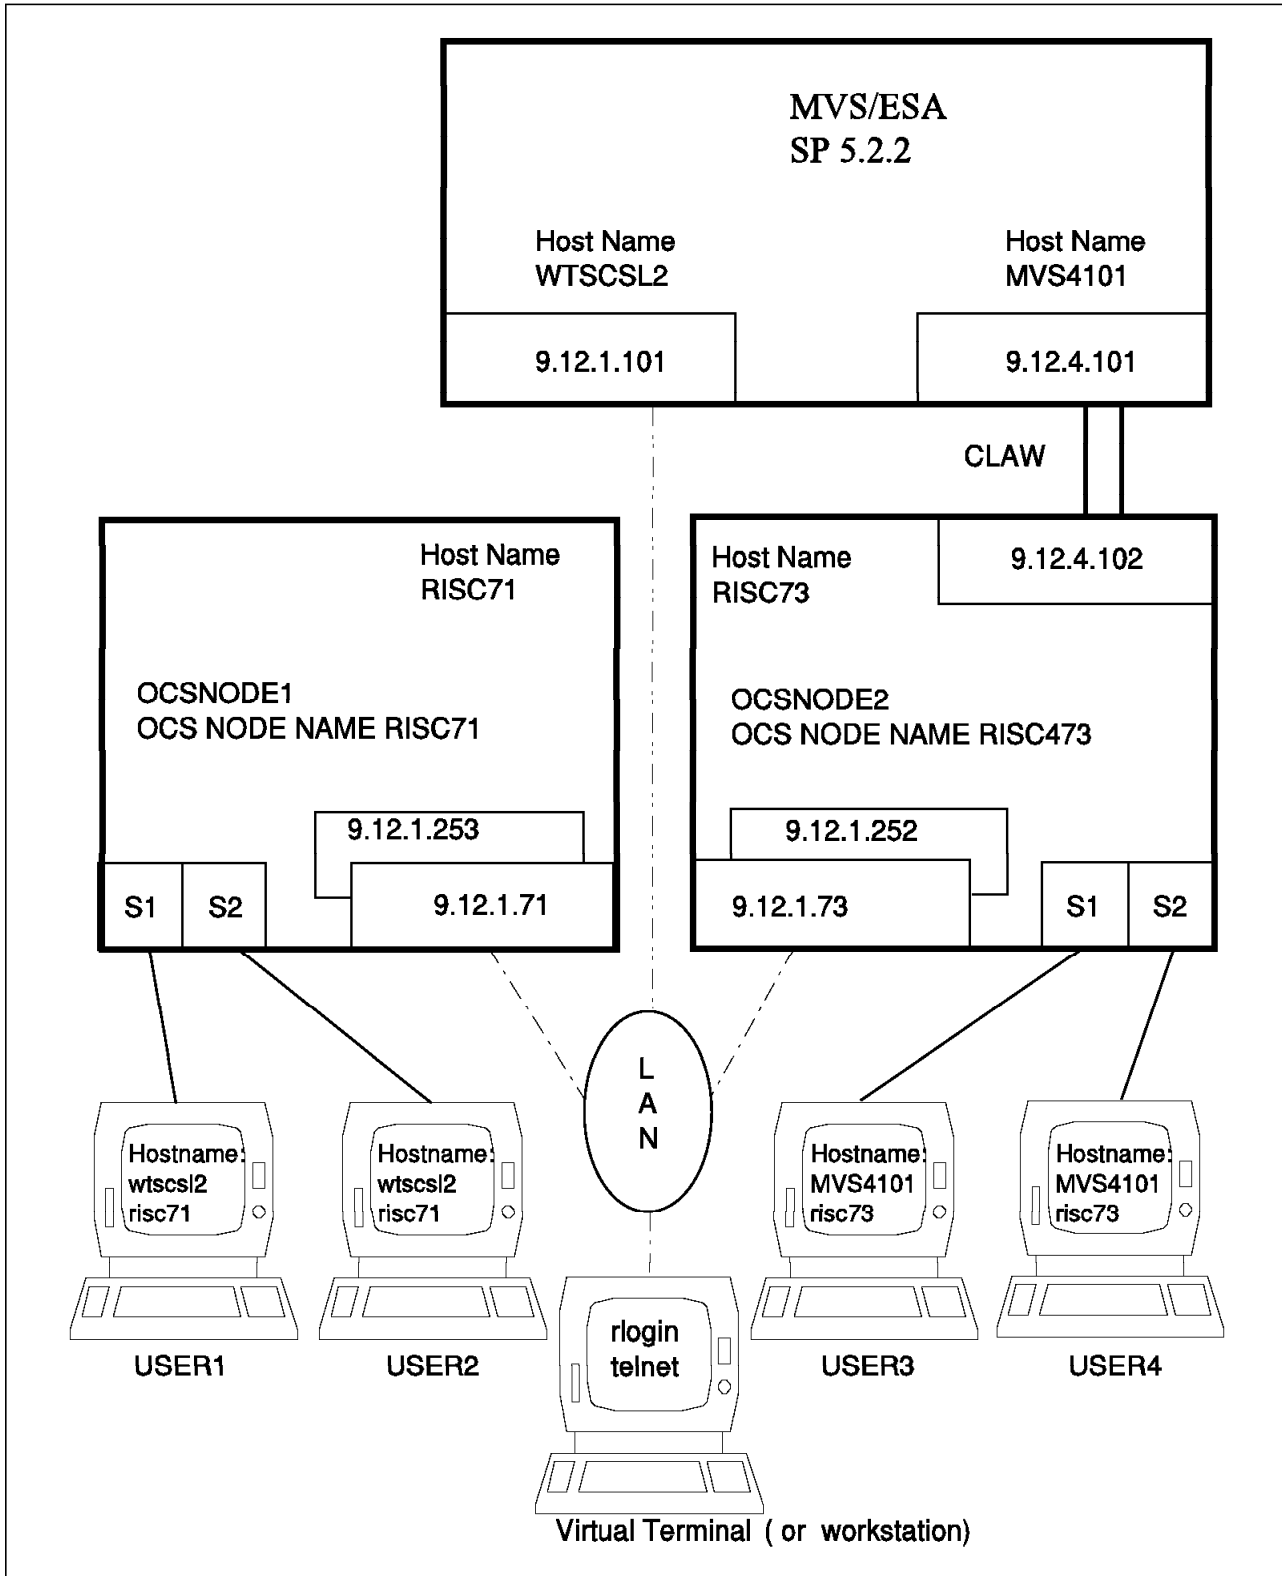 MVS/ESA
SP 5.2.2
Host Name
WTSCSL2
Host Name
MVS4101
9.12.1.101
9.12.4.101
CLAW
Host Name
RISC71
OCSNODE1
OCS NODE NAME RISC71
9.12.1.253
9.12.1.71
S1
S2
Host Name
RISC73
9.12.4.102
OCSNODE2
OCS NODE NAME RISC473
9.12.1.252
9.12.1.73
S1
S2
L
A
N
Hostname:
wtscsl2
risc71
USER1
Hostname:
wtscsl2
risc71
USER2
Hostname:
MVS4101
risc73
USER3
Hostname:
MVS4101
risc73
USER4
rlogin
telnet
Virtual Terminal ( or workstation)